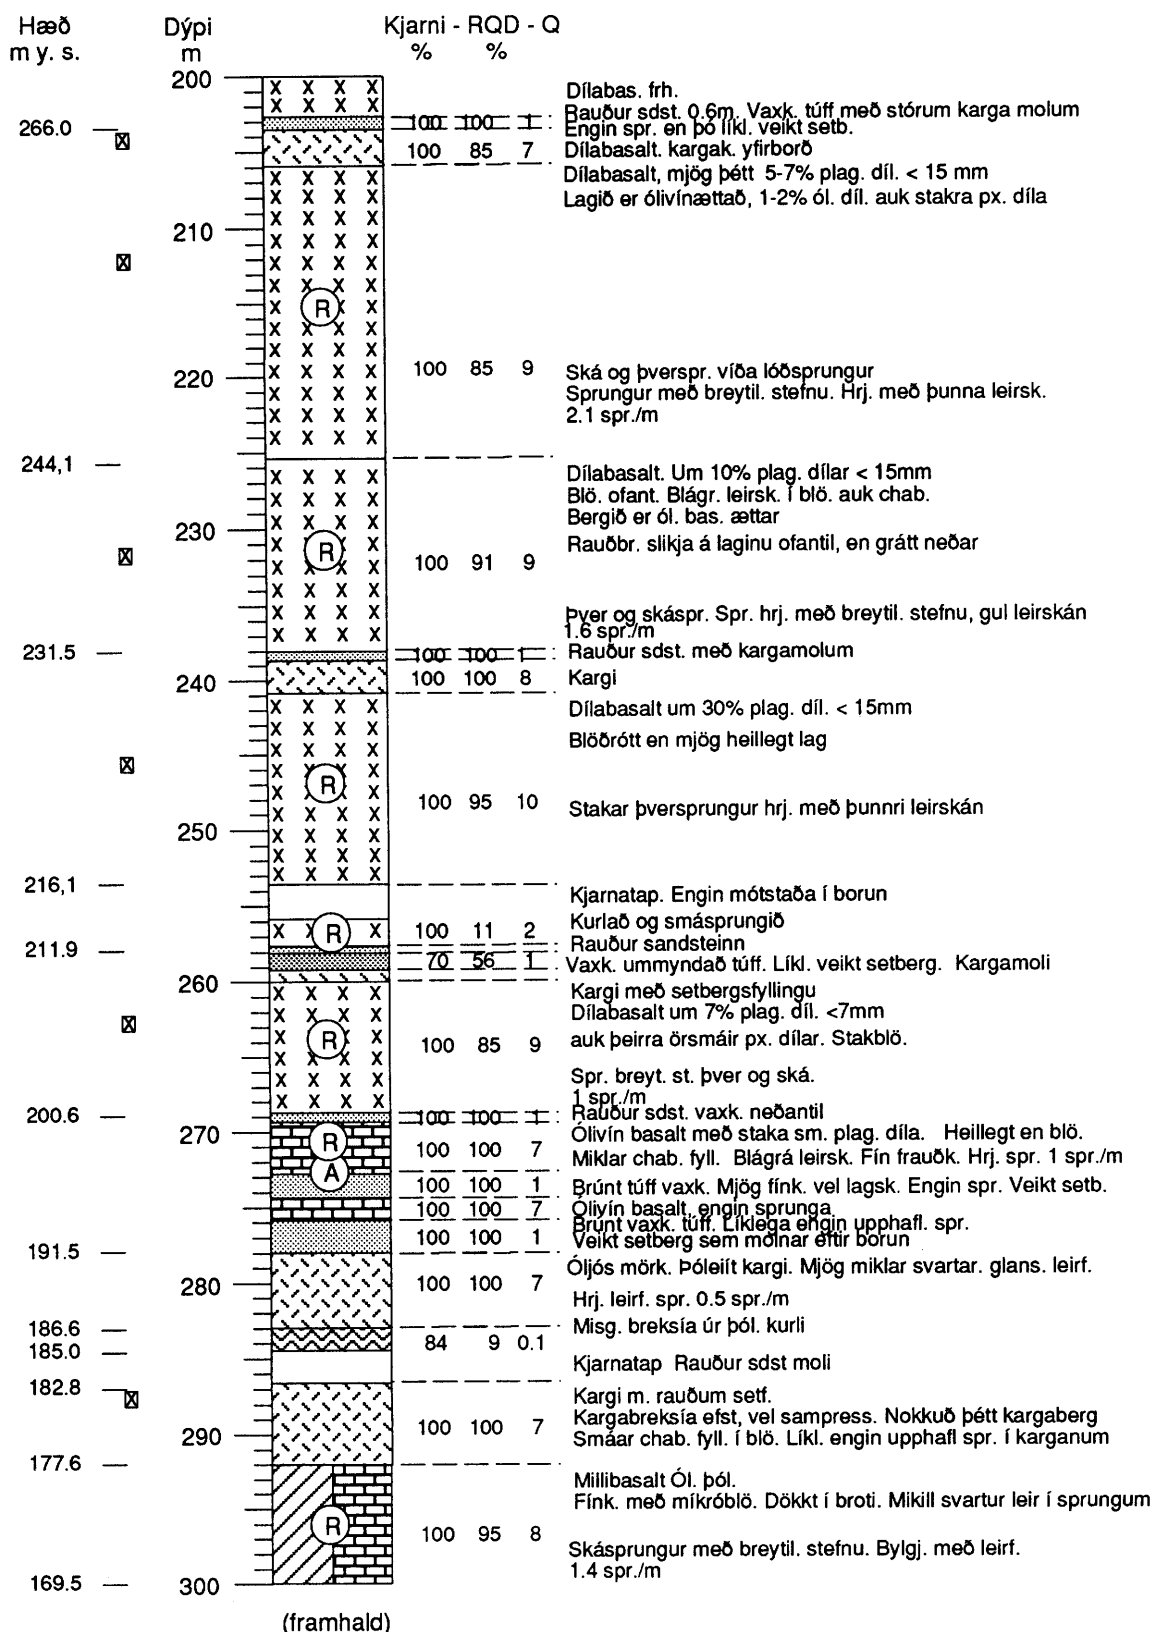 Hæð Dýpi Kjarni - RQD - Q
m y. s. m % %
200
Dílabas. frh.
Rauður sdst. 0.6m. Vaxk. túff með stórum karga molum
266.0 100 100 1 Engin spr. en þó líkl. veikt setb.
100 85 7 Dílabasalt. kargak. yfirborð
Dílabasalt, mjög þétt 5-7% plag. díl. < 15 mm
Lagið er ólivínættað, 1-2% ól. díl. auk stakra px. díla
210
R
100 85 9 Ská og þverspr. víða lóðsprungur
220
Sprungur með breytil. stefnu. Hrj. með þunna leirsk.
2.1 spr./m
244,1
Dílabasalt. Um 10% plag. dílar < 15mm
Blö. ofant. Blágr. leirsk. í blö. auk chab.
Bergið er ól. bas. ættar
230
Rauðbr. slikja á laginu ofantil, en grátt neðar
R
100 91 9
Þver og skáspr. Spr. hrj. með breytil. stefnu, gul leirskán
1.6 spr./m
231.5 100 100 1 Rauður sdst. með kargamolum
240 100 100 8 Kargi
Dílabasalt um 30% plag. díl. < 15mm
Blöðrótt en mjög heillegt lag
R
100 95 10 Stakar þversprungur hrj. með þunnri leirskán
250
216,1
Kjarnatap. Engin mótstaða í borun
Kurlað og smásprungið
X X R X 100 11 2
211.9 Rauður sandsteinn
70 56 1 Vaxk. ummyndað túff. Líkl. veikt setberg. Kargamoli
260
Kargi með setbergsfyllingu
Dílabasalt um 7% plag. díl. <7mm
R
100 85 9 auk þeirra örsmáir px. dílar. Stakblö.
Spr. breyt. st. þver og ská.
1 spr./m
200.6 100 100 1 Rauður sdst. vaxk. neðantil
270 Ólivín basalt með staka sm. plag. díla. Heillegt en blö.
R
100 100 7 Miklar chab. fyll. Blágrá leirsk. Fín frauðk. Hrj. spr. 1 spr./m
A
100 100 1 Brúnt túff vaxk. Mjög fínk. vel lagsk. Engin spr. Veikt setb.
100 100 7 Ólivín basalt, engin sprunga
Brúnt vaxk. túff. Líklega engin upphafl. spr.
100 100 1 Veikt setberg sem molnar eftir borun
191.5
Óljós mörk. Þóleiít kargi. Mjög miklar svartar. glans. leirf.
280 100 100 7
Hrj. leirf. spr. 0.5 spr./m
186.6 Misg. breksía úr þól. kurli
84 9 0.1
185.0
Kjarnatap Rauður sdst moli
182.8
Kargi m. rauðum setf.
100 100 7 Kargabreksía efst, vel sampress. Nokkuð þétt kargaberg
290 Smáar chab. fyll. í blö. Líkl. engin upphafl spr. í karganum
177.6
Millibasalt Ól. þól.
Fínk. með míkróblö. Dökkt í broti. Mikill svartur leir í sprungum
R
100 95 8
Skásprungur með breytil. stefnu. Bylgj. með leirf.
1.4 spr./m
169.5 300
(framhald)